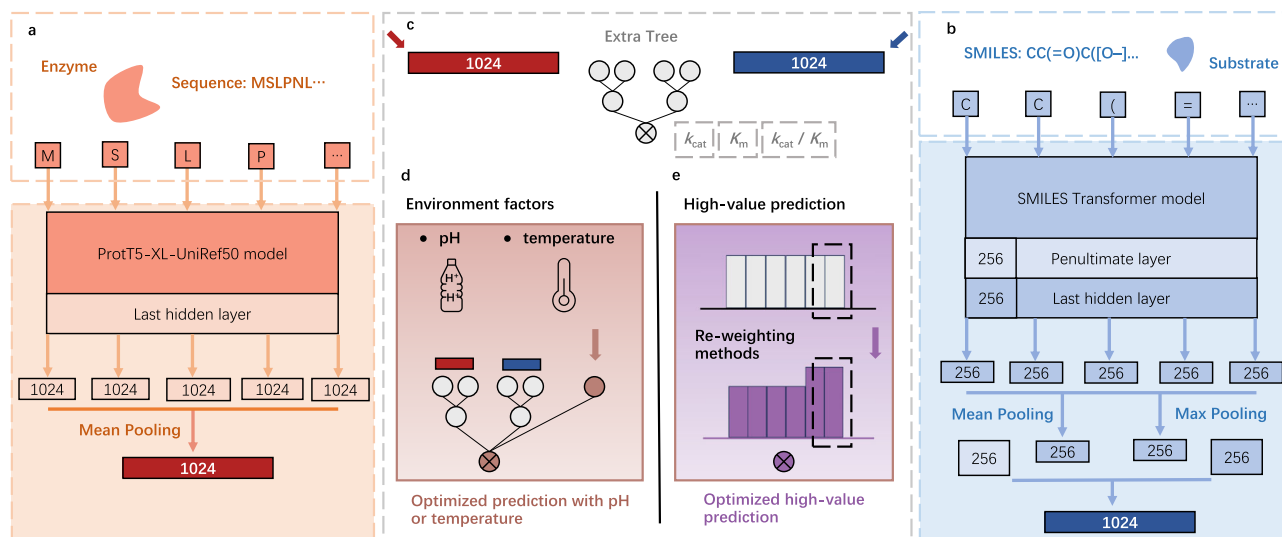 a
Enzyme
Sequence: MSLPNL···
M S L P ···
ProtT5-XL-UniRef50 model
Last hidden layer
1024 1024 1024 1024 1024
Mean Pooling
1024
c
Extra Tree
1024 1024
kcat Km kcat / Km
d
Environment factors
• pH • temperature
H⁺
H⁺
Optimized prediction with pH
or temperature
e
High-value prediction
Re-weighting
methods
Optimized high-value
prediction
b
SMILES: CC(=O)C([O–]...
Substrate
C C ( = ···
SMILES Transformer model
256 Penultimate layer
256 Last hidden layer
256 256 256 256 256
Mean Pooling Max Pooling
256 256 256 256
1024